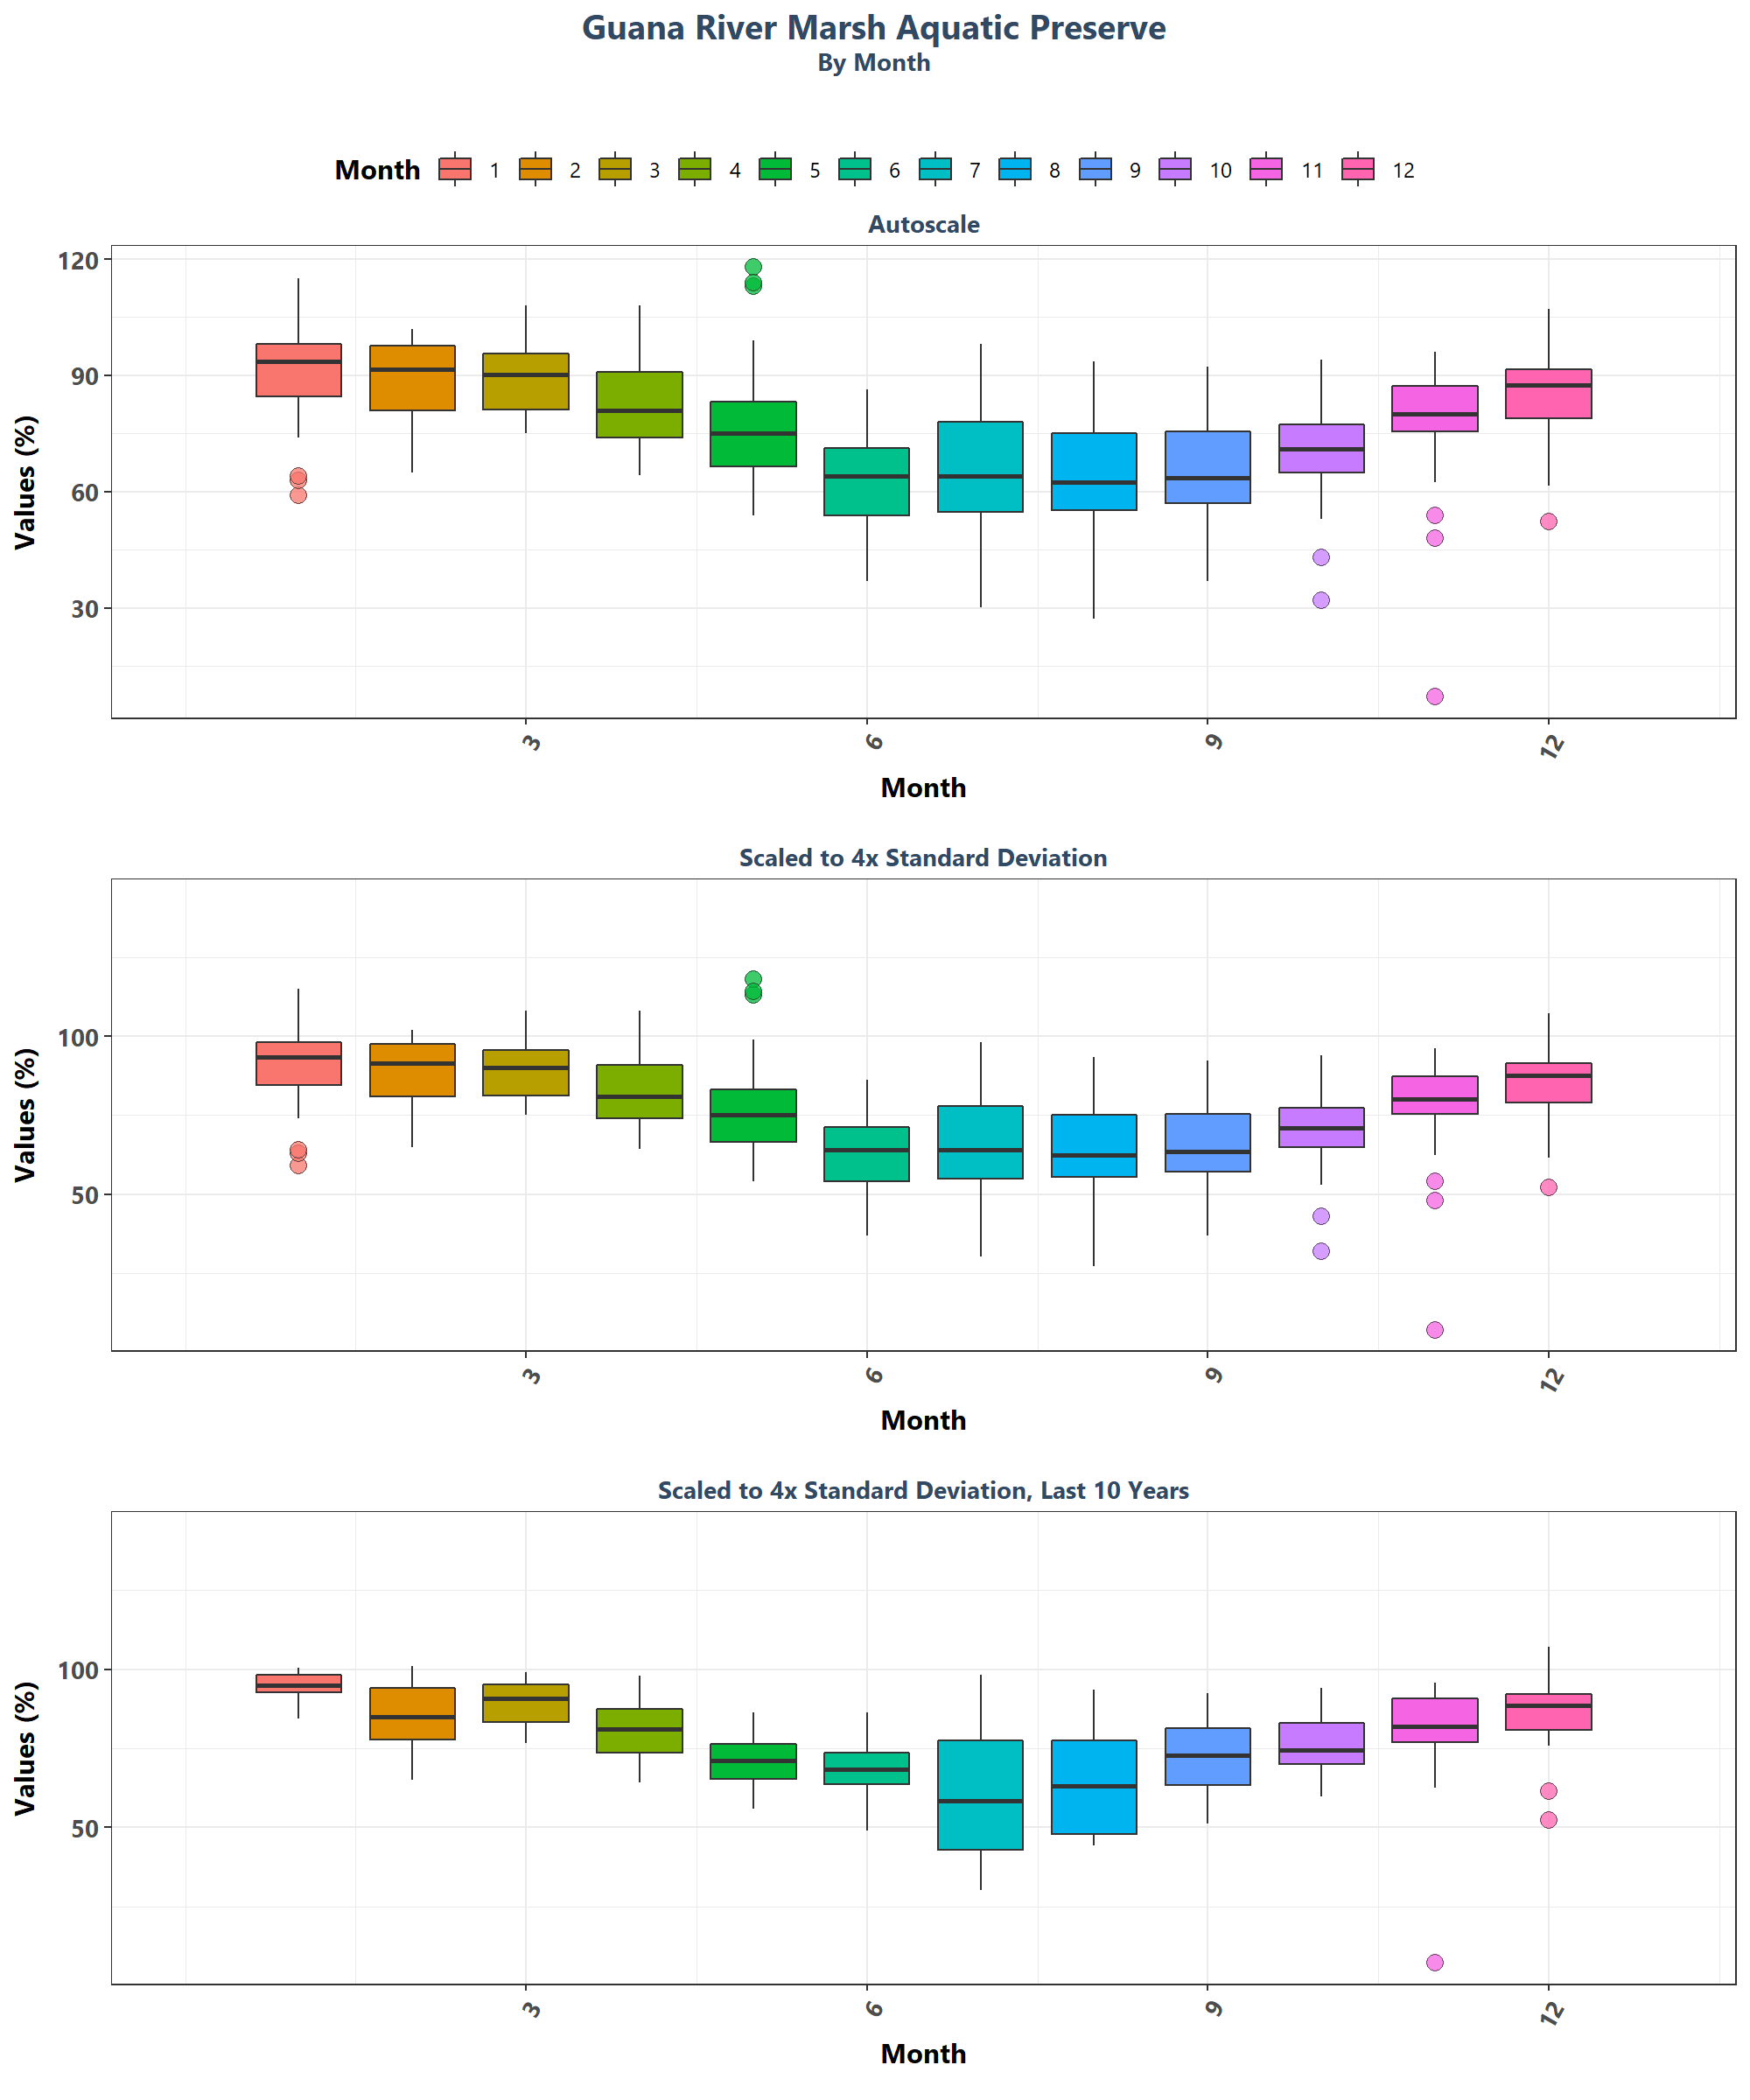 Guana River Marsh Aquatic Preserve
By Month
Month 1 2 3 4 5 6 7 8 9 10 11 12
Autoscale
Values (%)
120
90
60
30
3 6 9 12
Month
Scaled to 4x Standard Deviation
Values (%)
100
50
3 6 9 12
Month
Scaled to 4x Standard Deviation, Last 10 Years
Values (%)
100
50
3 6 9 12
Month